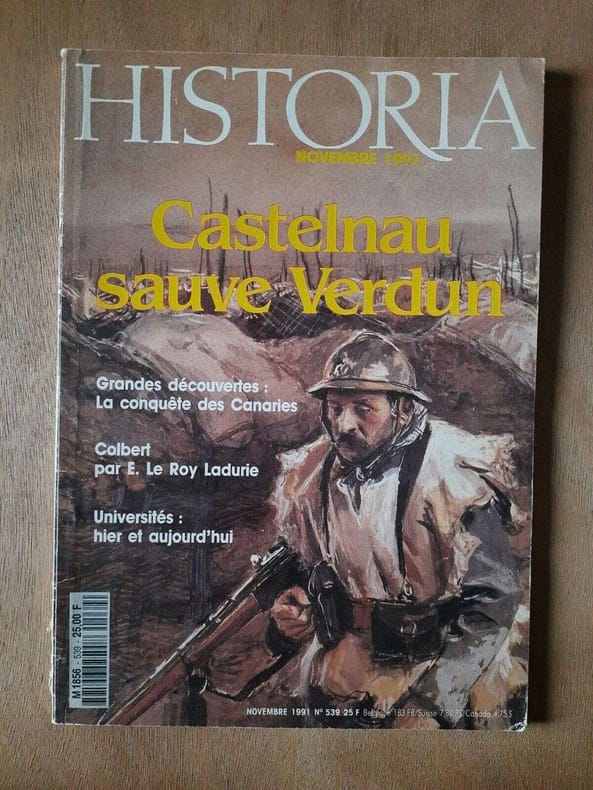 HISTORIA
NOVEMBRE 1991
Castelnau
sauve Verdun
Grandes découvertes :
La conquête des Canaries
Colbert
par E. Le Roy Ladurie
Universités :
hier et aujourd'hui
M 1856 - 539 - 25,00 F
NOVEMBRE 1991 N° 539 25 F Belgique 183 FB/Suisse 7,80 FS/Canada 4,75 $